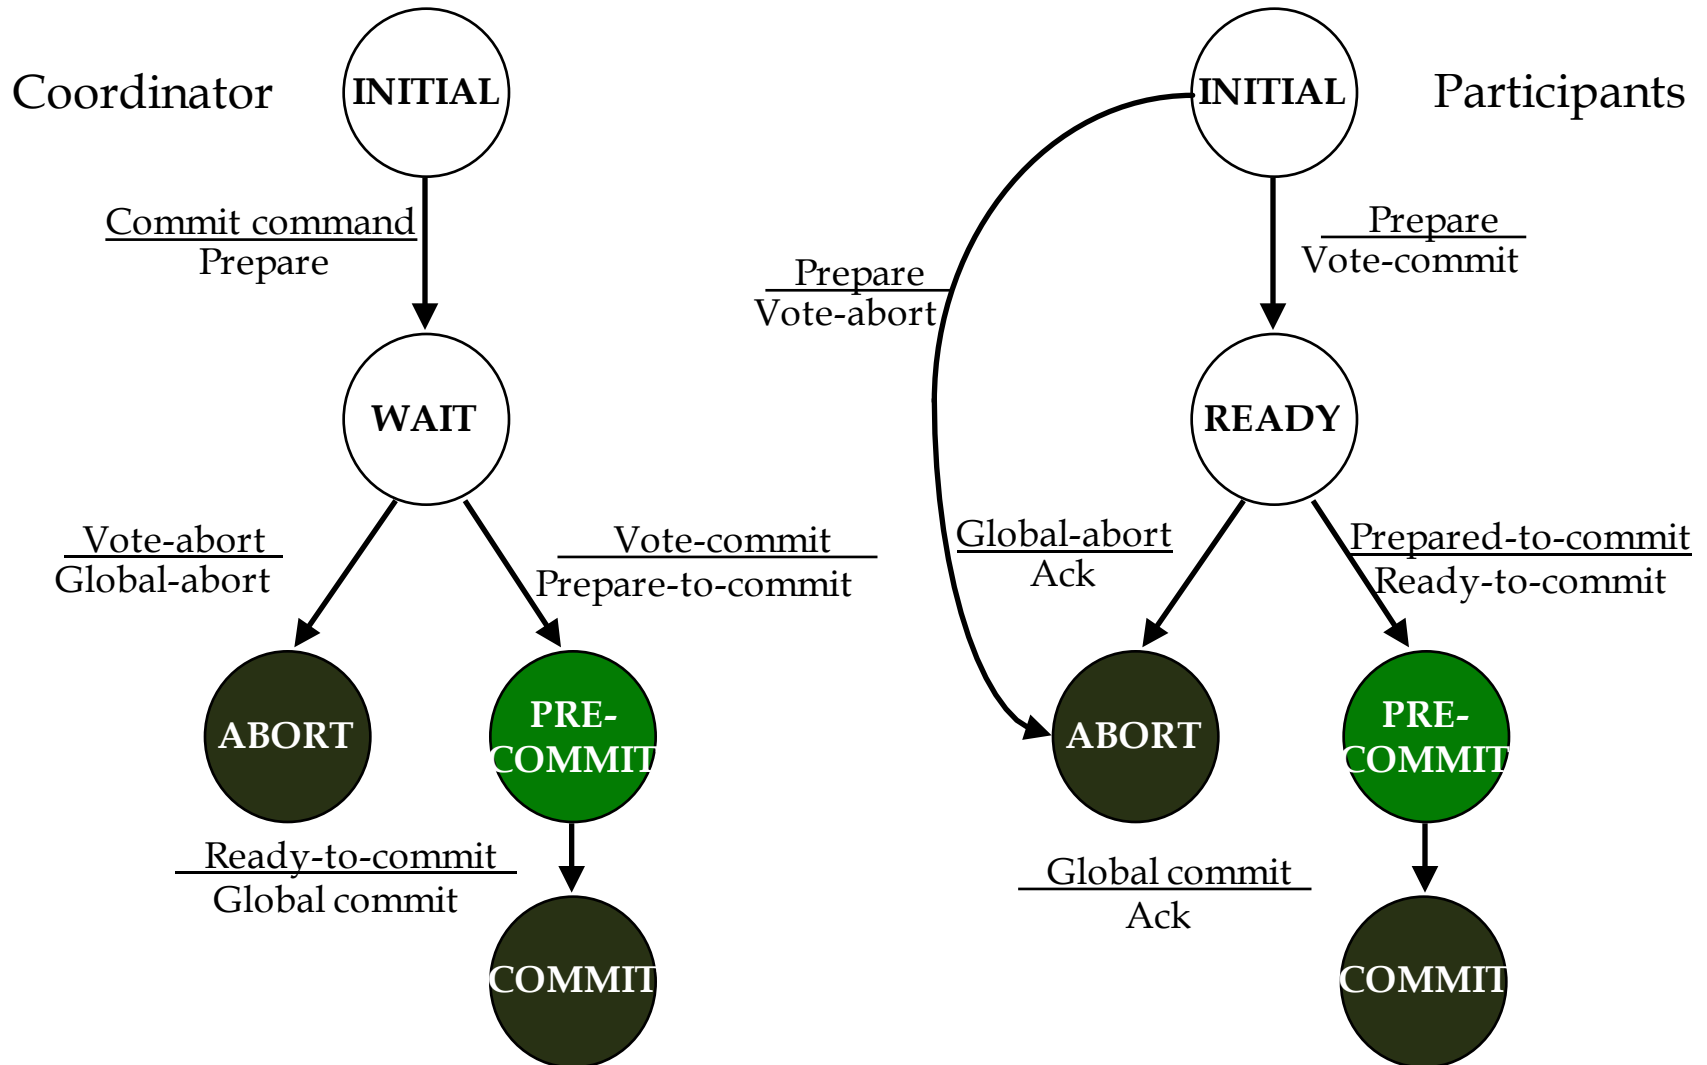 Coordinator
INITIAL
INITIAL
Participants
Commit command
Prepare
Prepare
Vote-commit
Prepare
Vote-abort
WAIT
READY
Vote-abort
Global-abort
Vote-commit
Prepare-to-commit
Global-abort
Ack
Prepared-to-commit
Ready-to-commit
ABORT
PRE-
COMMIT
ABORT
PRE-
COMMIT
Ready-to-commit
Global commit
Global commit
Ack
COMMIT
COMMIT